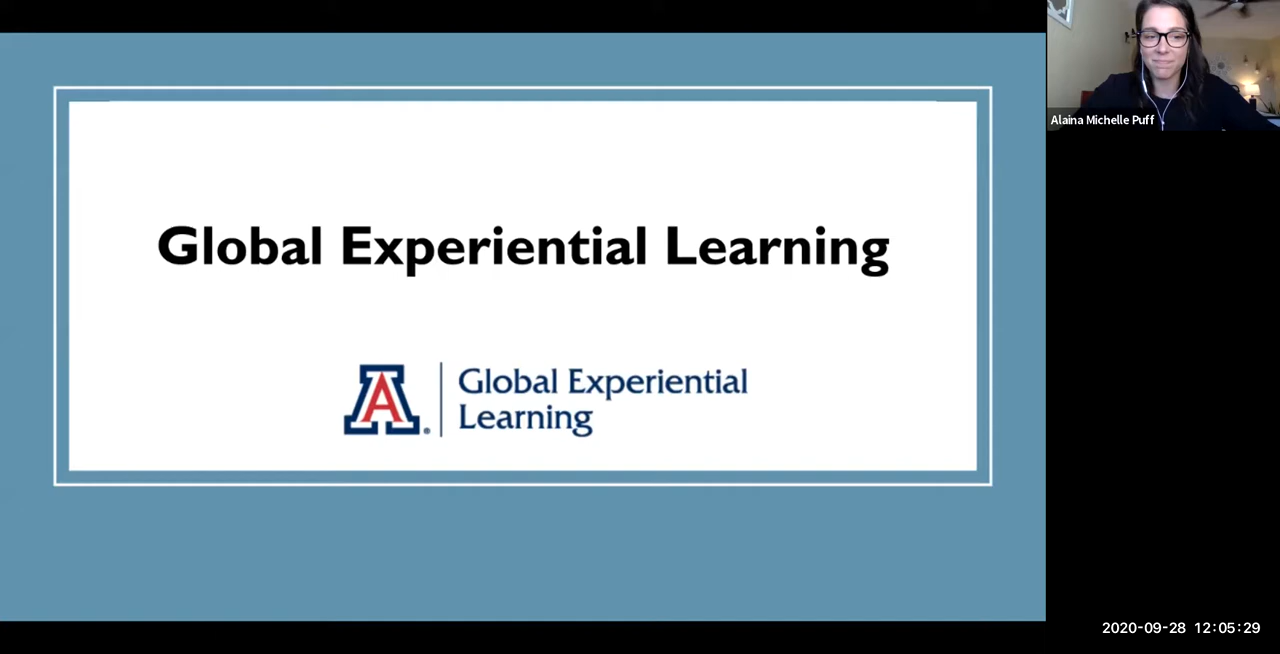 Global Experiential Learning
A
Global Experiential
Learning
Alaina Michelle Puff
2020-09-28 12:05:29